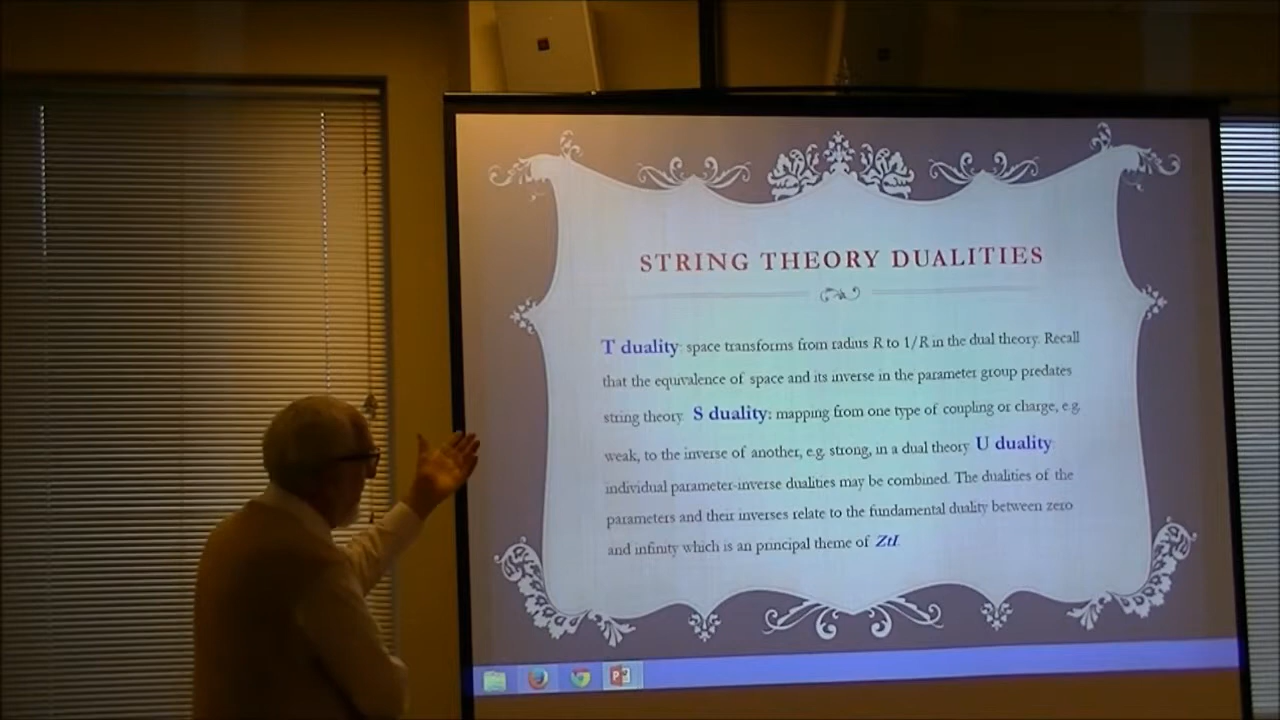 STRING THEORY DUALITIES
T duality: space transforms from radius R to 1/R in the dual theory. Recall
that the equivalence of space and its inverse in the parameter group predates
string theory. S duality: mapping from one type of coupling or charge, e.g.
weak, to the inverse of another, e.g. strong, in a dual theory. U duality:
individual parameter-inverse dualities may be combined. The dualities of the
parameters and their inverses relate to the fundamental duality between zero
and infinity which is an principal theme of ZtI.